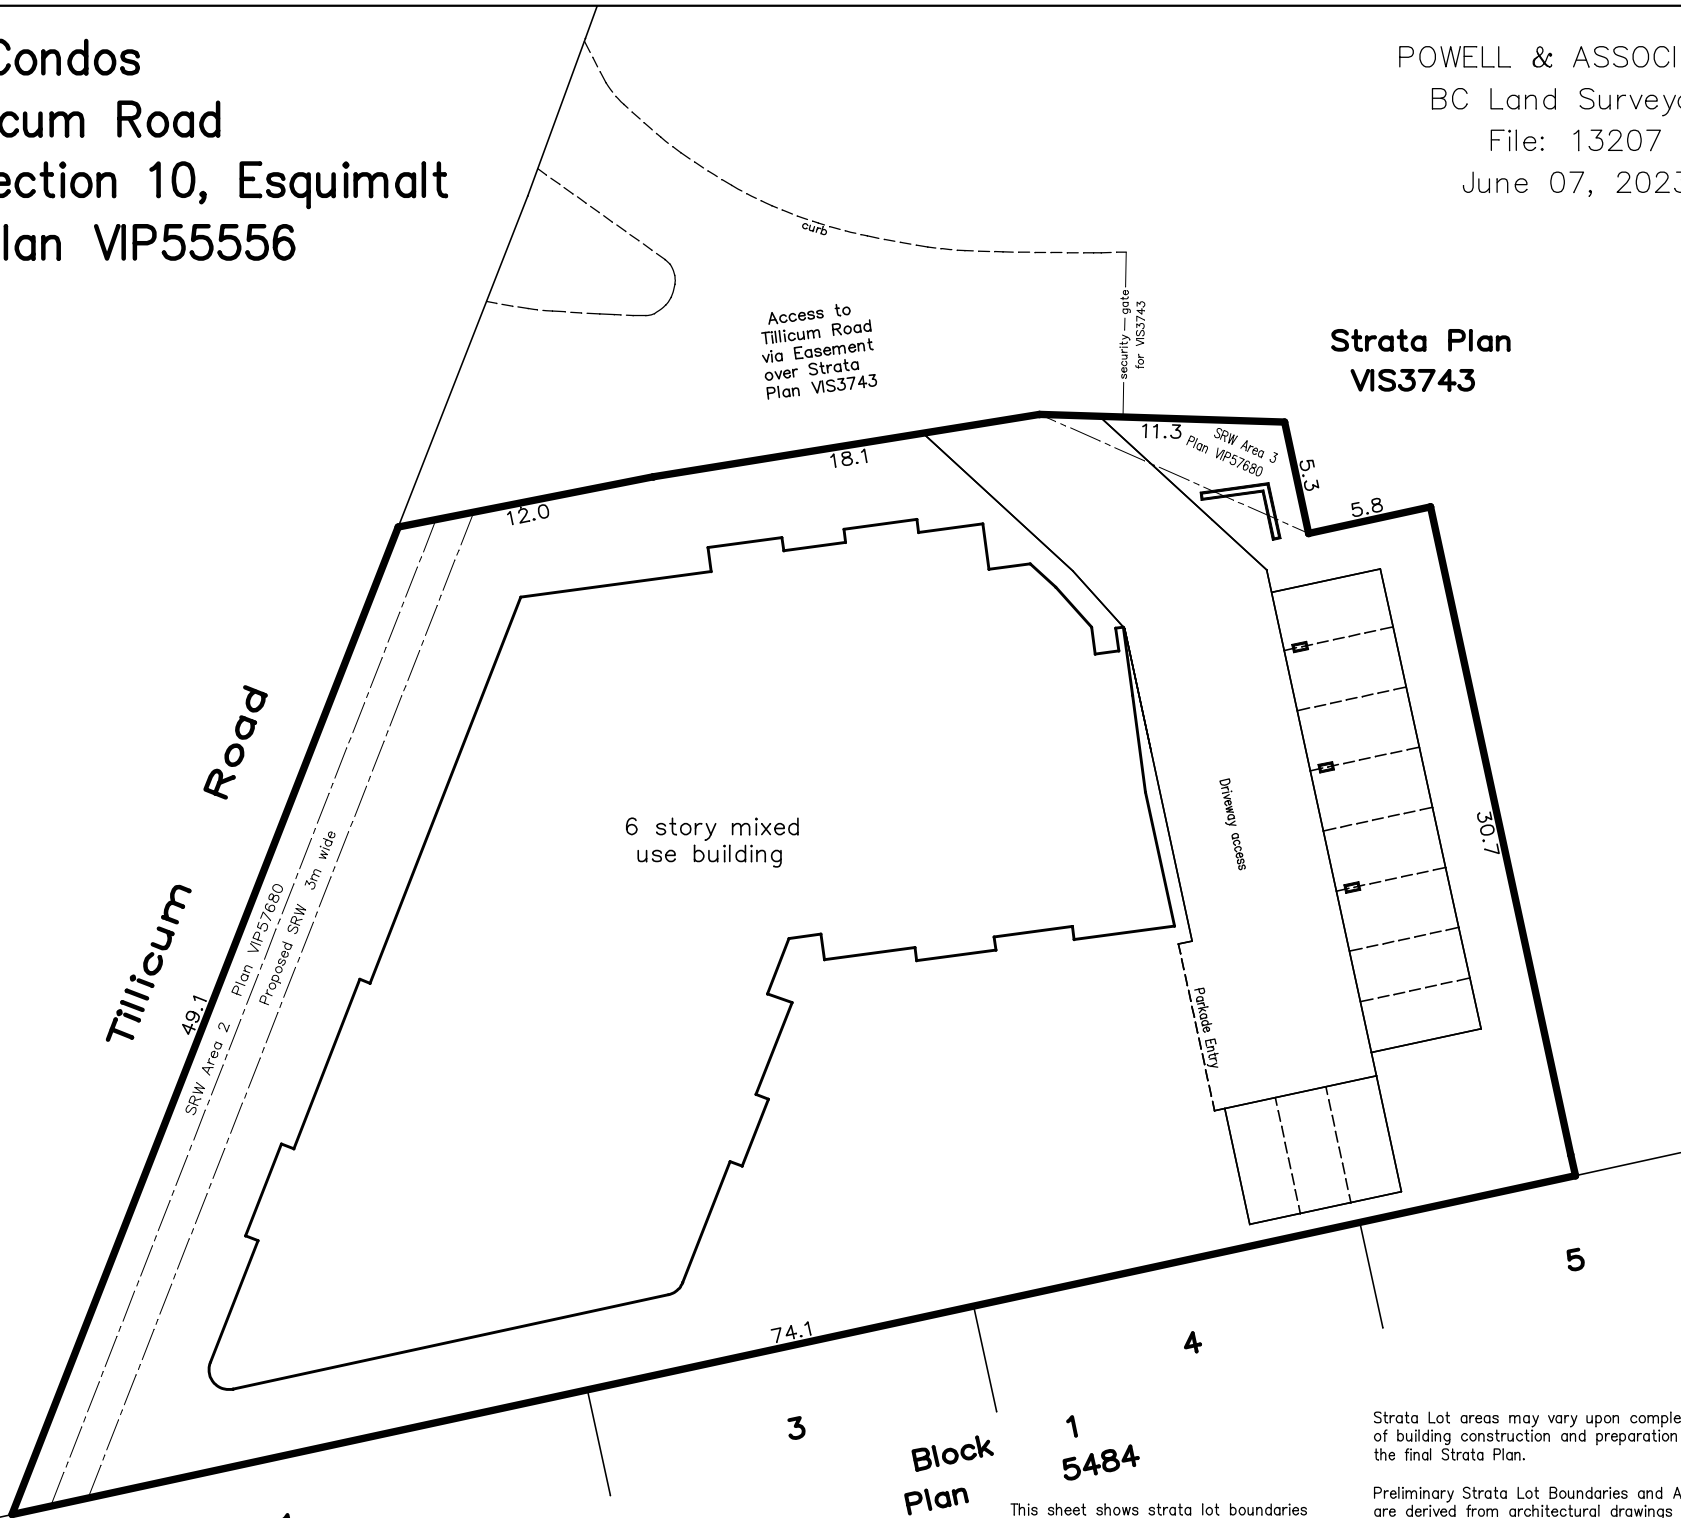 Condos
cum Road
ection 10, Esquimalt
lan VIP55556
POWELL & ASSOCI
BC Land Survey
File: 13207
June 07, 2023
curb
Access to
Tillicum Road
via Easement
over Strata
Plan VIS3743
security gate
for VIS3743
Strata Plan
VIS3743
11.3
SRW Area 3
Plan VIP57680
5.3
5.8
18.1
12.0
Tillicum Road
49.1
SRW Area 2 Plan VIP57680
Proposed SRW 3m wide
6 story mixed
use building
Driveway access
30.7
Parkade Entry
74.1
5
4
3
Block 1
Plan 5484
Strata Lot areas may vary upon comple
of building construction and preparation
the final Strata Plan.
Preliminary Strata Lot Boundaries and A
are derived from architectural drawings
This sheet shows strata lot boundaries